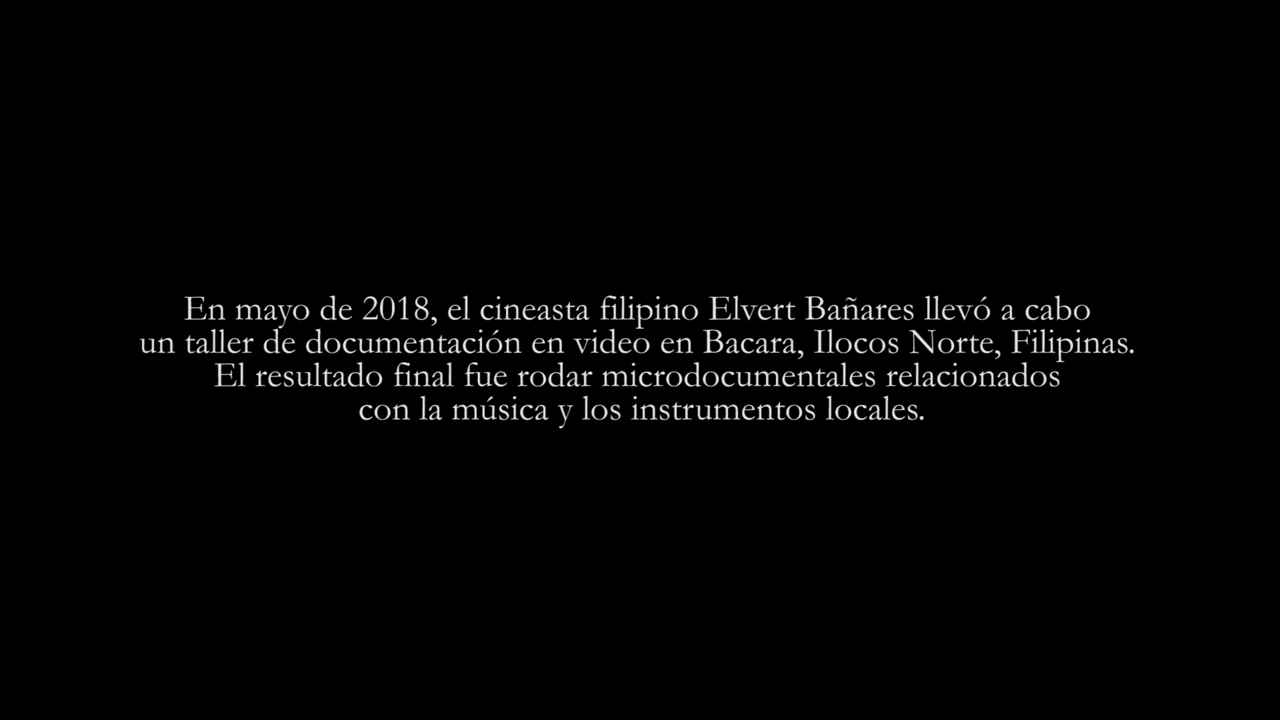 En mayo de 2018, el cineasta filipino Elvert Bañares llevó a cabo
un taller de documentación en video en Bacara, Ilocos Norte, Filipinas.
El resultado final fue rodar microdocumentales relacionados
con la música y los instrumentos locales.